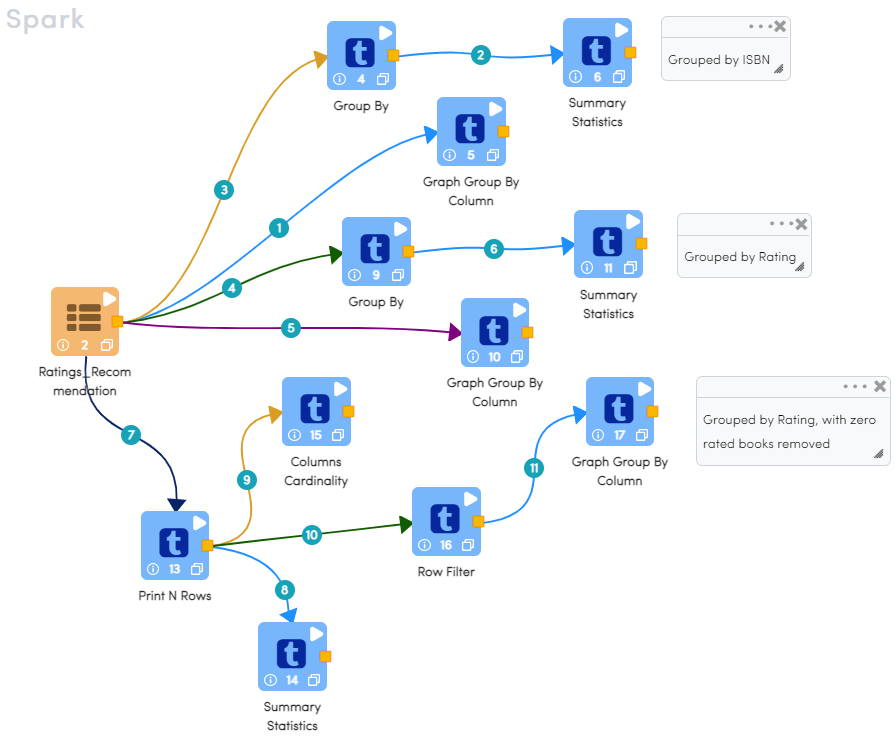 Spark
3
4
Group By
2
6
Summary
Statistics
Grouped by ISBN
1
5
Graph Group By
Column
4
9
Group By
6
11
Summary
Statistics
Grouped by Rating
2
Ratings_Recom
mendation
5
10
Graph Group By
Column
7
13
Print N Rows
9
15
Columns
Cardinality
10
16
Row Filter
11
17
Graph Group By
Column
Grouped by Rating, with zero
rated books removed
8
14
Summary
Statistics